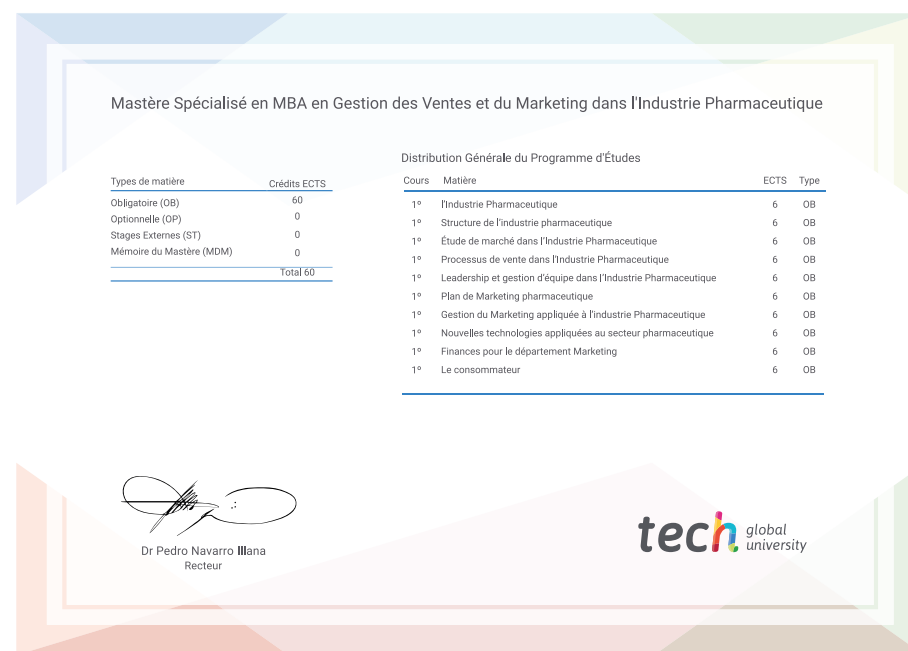 Mastère Spécialisé en MBA en Gestion des Ventes et du Marketing dans l'Industrie Pharmaceutique
Types de matière Crédits ECTS
Obligatoire (OB) 60
Optionnelle (OP) 0
Stages Externes (ST) 0
Mémoire du Mastère (MDM) 0
Total 60
Distribution Générale du Programme d'Études
Cours Matière ECTS Type
1º l'Industrie Pharmaceutique 6 OB
1º Structure de l'industrie pharmaceutique 6 OB
1º Étude de marché dans l'Industrie Pharmaceutique 6 OB
1º Processus de vente dans l'Industrie Pharmaceutique 6 OB
1º Leadership et gestion d'équipe dans l'Industrie Pharmaceutique 6 OB
1º Plan de Marketing pharmaceutique 6 OB
1º Gestion du Marketing appliquée à l'industrie Pharmaceutique 6 OB
1º Nouvelles technologies appliquées au secteur pharmaceutique 6 OB
1º Finances pour le département Marketing 6 OB
1º Le consommateur 6 OB
Dr Pedro Navarro Illana
Recteur
tech global
university